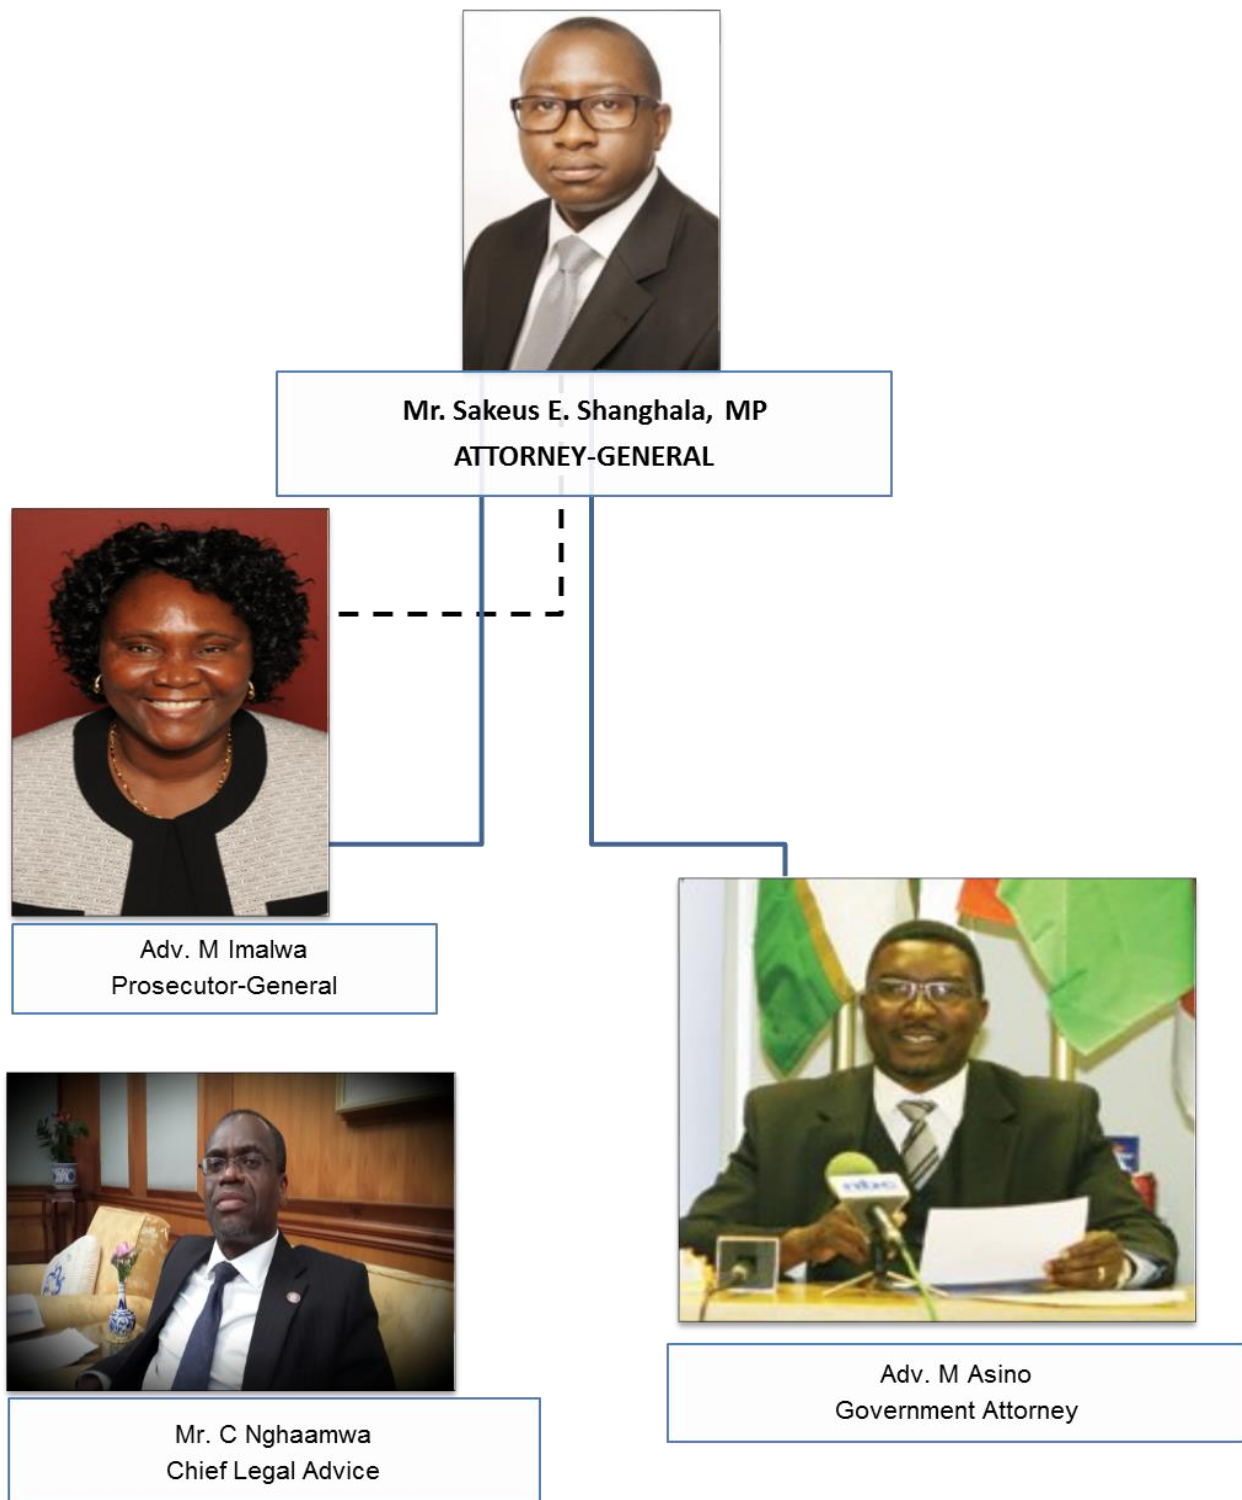 Mr. Sakeus E. Shanghala, MP
ATTORNEY-GENERAL
Adv. M Imalwa
Prosecutor-General
nbc
Adv. M Asino
Government Attorney
Mr. C Nghaamwa
Chief Legal Advice